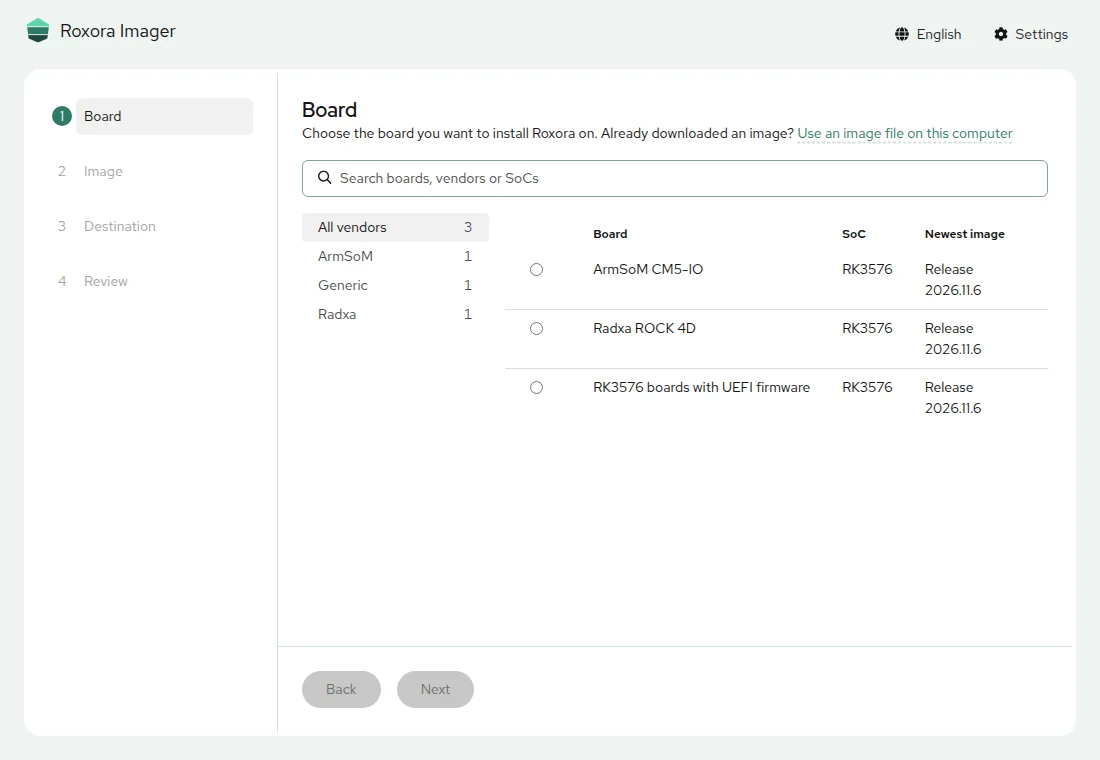 Roxora Imager
English
Settings
1 Board
2 Image
3 Destination
4 Review
Board
Choose the board you want to install Roxora on. Already downloaded an image? Use an image file on this computer
Search boards, vendors or SoCs
All vendors 3
ArmSoM 1
Generic 1
Radxa 1
Board SoC Newest image
ArmSoM CM5-IO RK3576 Release
2026.11.6
Radxa ROCK 4D RK3576 Release
2026.11.6
RK3576 boards with UEFI firmware RK3576 Release
2026.11.6
Back
Next